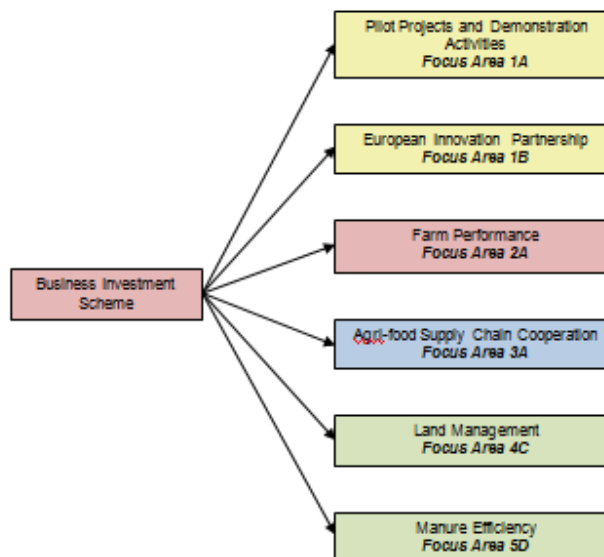 Pilot Projects and Demonstration
Activities
Focus Area 1A
European Innovation Partnership
Focus Area 1B
Farm Performance
Focus Area 2A
Business Investment
Scheme
Agri-food Supply Chain Cooperation
Focus Area 3A
Land Management
Focus Area 4C
Manure Efficiency
Focus Area 5D